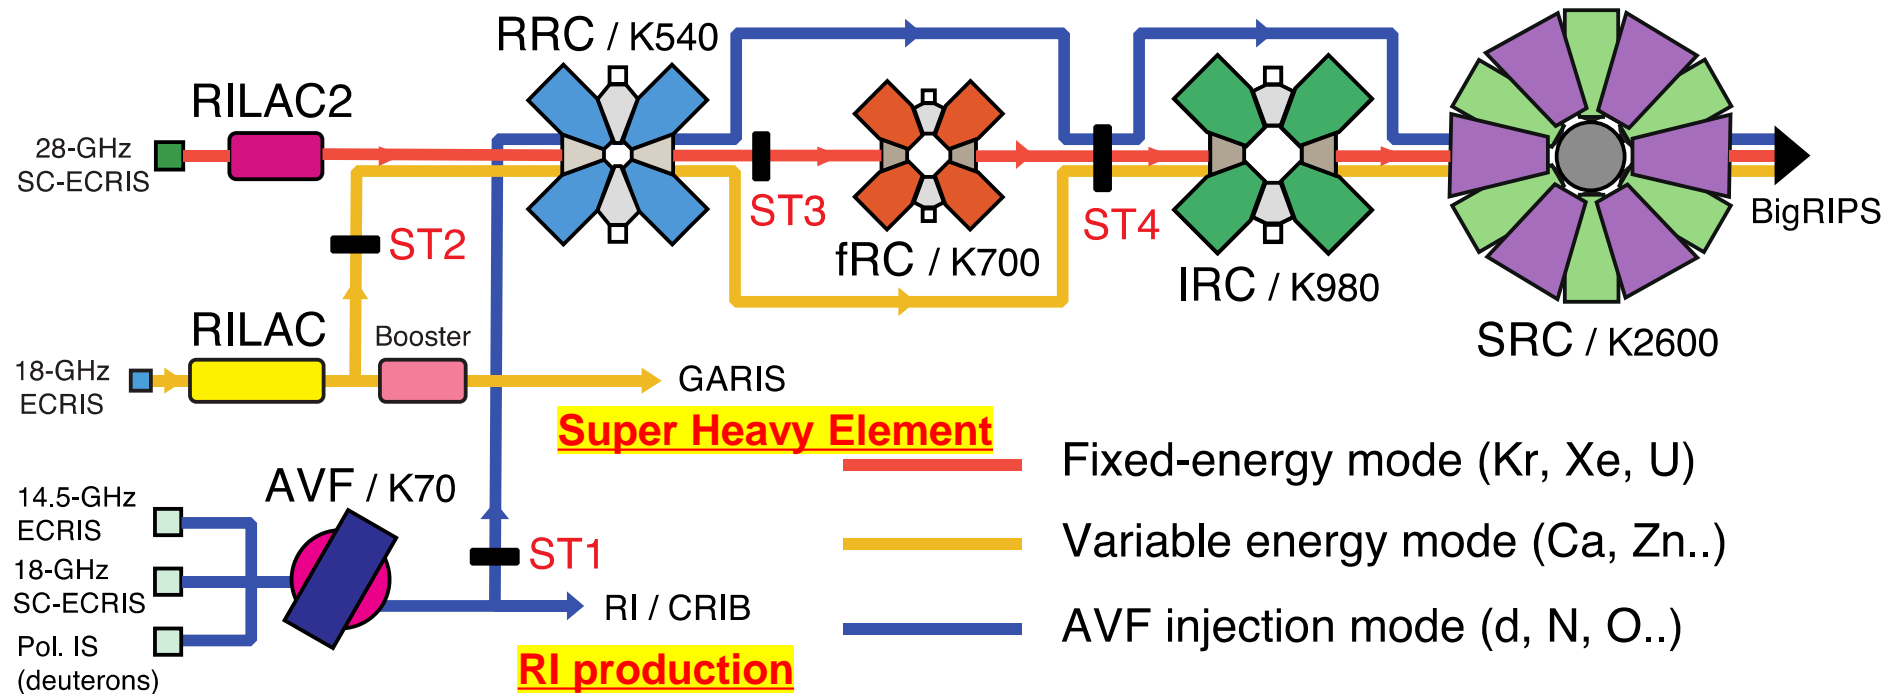 RRC / K540
RILAC2
28-GHz
SC-ECRIS
ST3
ST4
BigRIPS
ST2
fRC / K700
IRC / K980
SRC / K2600
RILAC
Booster
18-GHz
ECRIS
GARIS
Super Heavy Element
Fixed-energy mode (Kr, Xe, U)
AVF / K70
14.5-GHz
ECRIS
Variable energy mode (Ca, Zn..)
ST1
18-GHz
SC-ECRIS
RI / CRIB
AVF injection mode (d, N, O..)
Pol. IS
(deuterons)
RI production